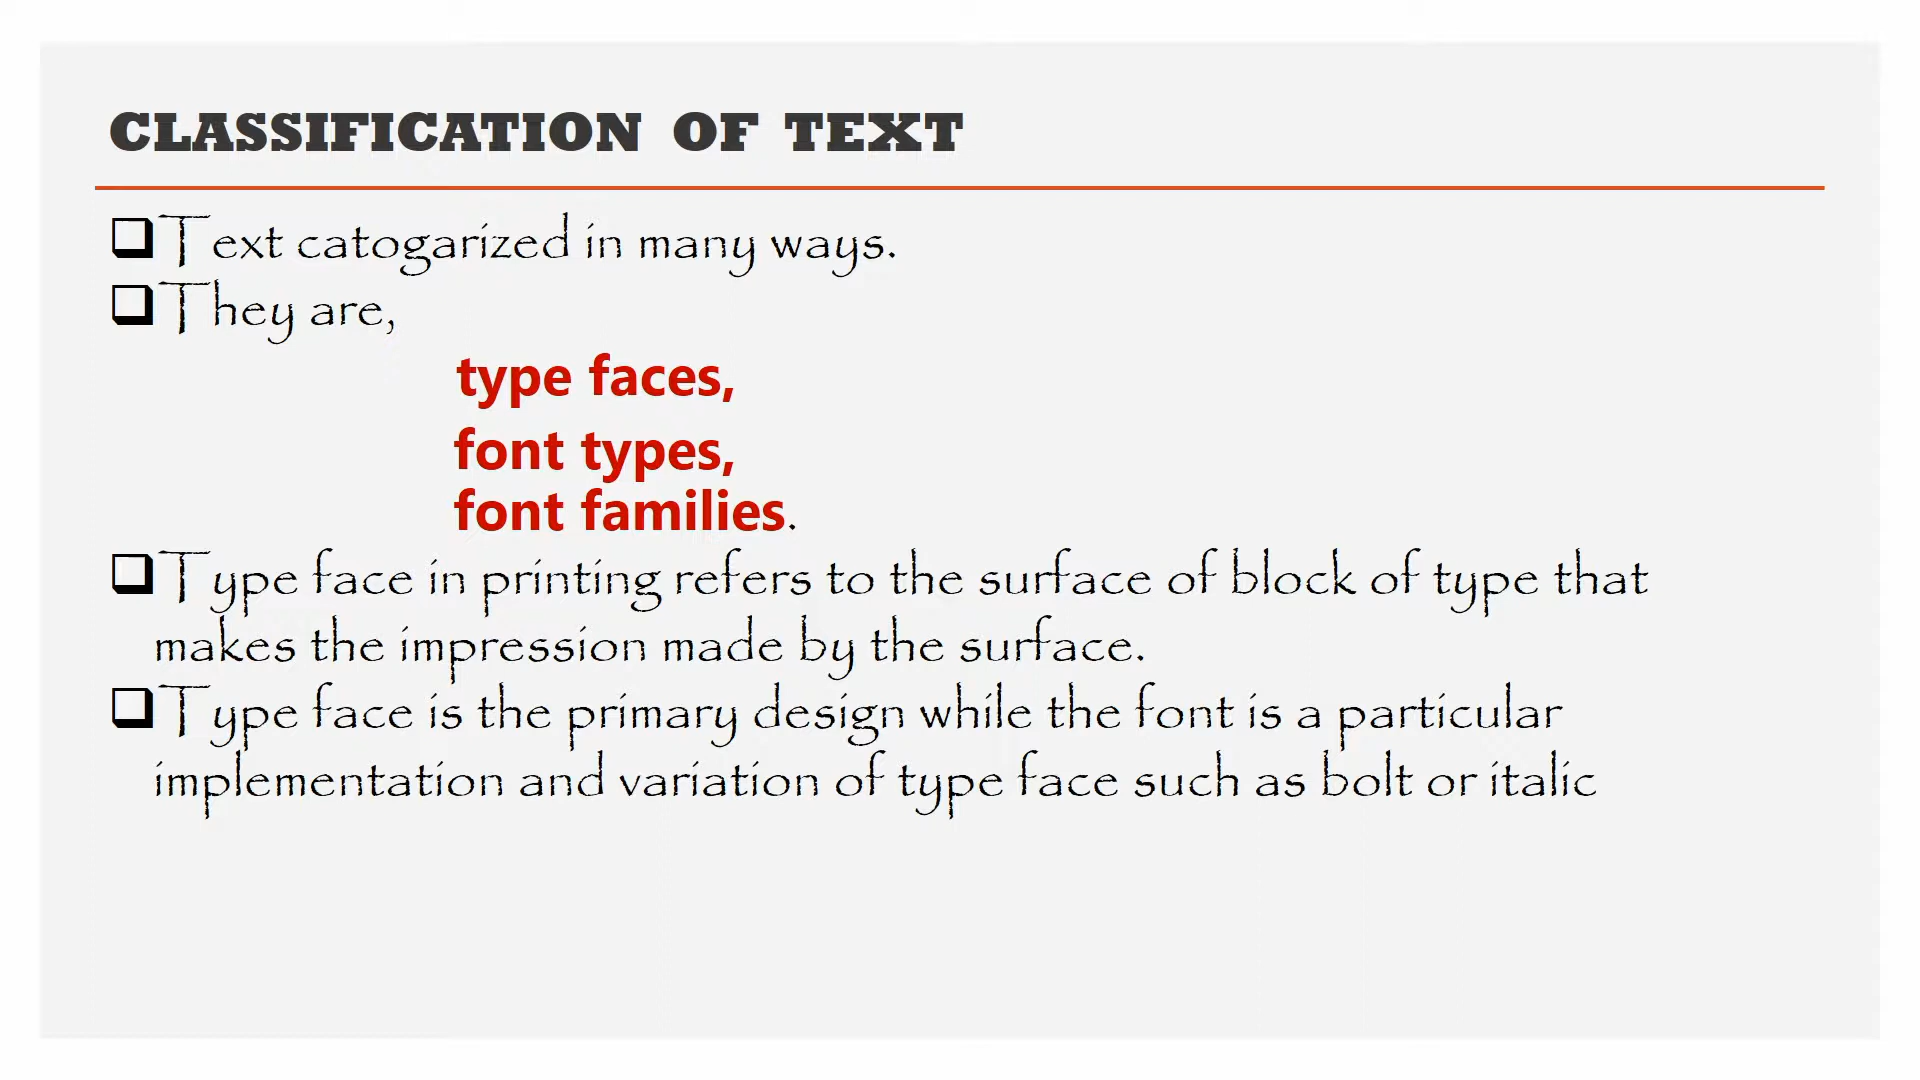 CLASSIFICATION OF TEXT
Text catogarized in many ways.
They are,
type faces,
font types,
font families.
Type face in printing refers to the surface of block of type that
makes the impression made by the surface.
Type face is the primary design while the font is a particular
implementation and variation of type face such as bolt or italic